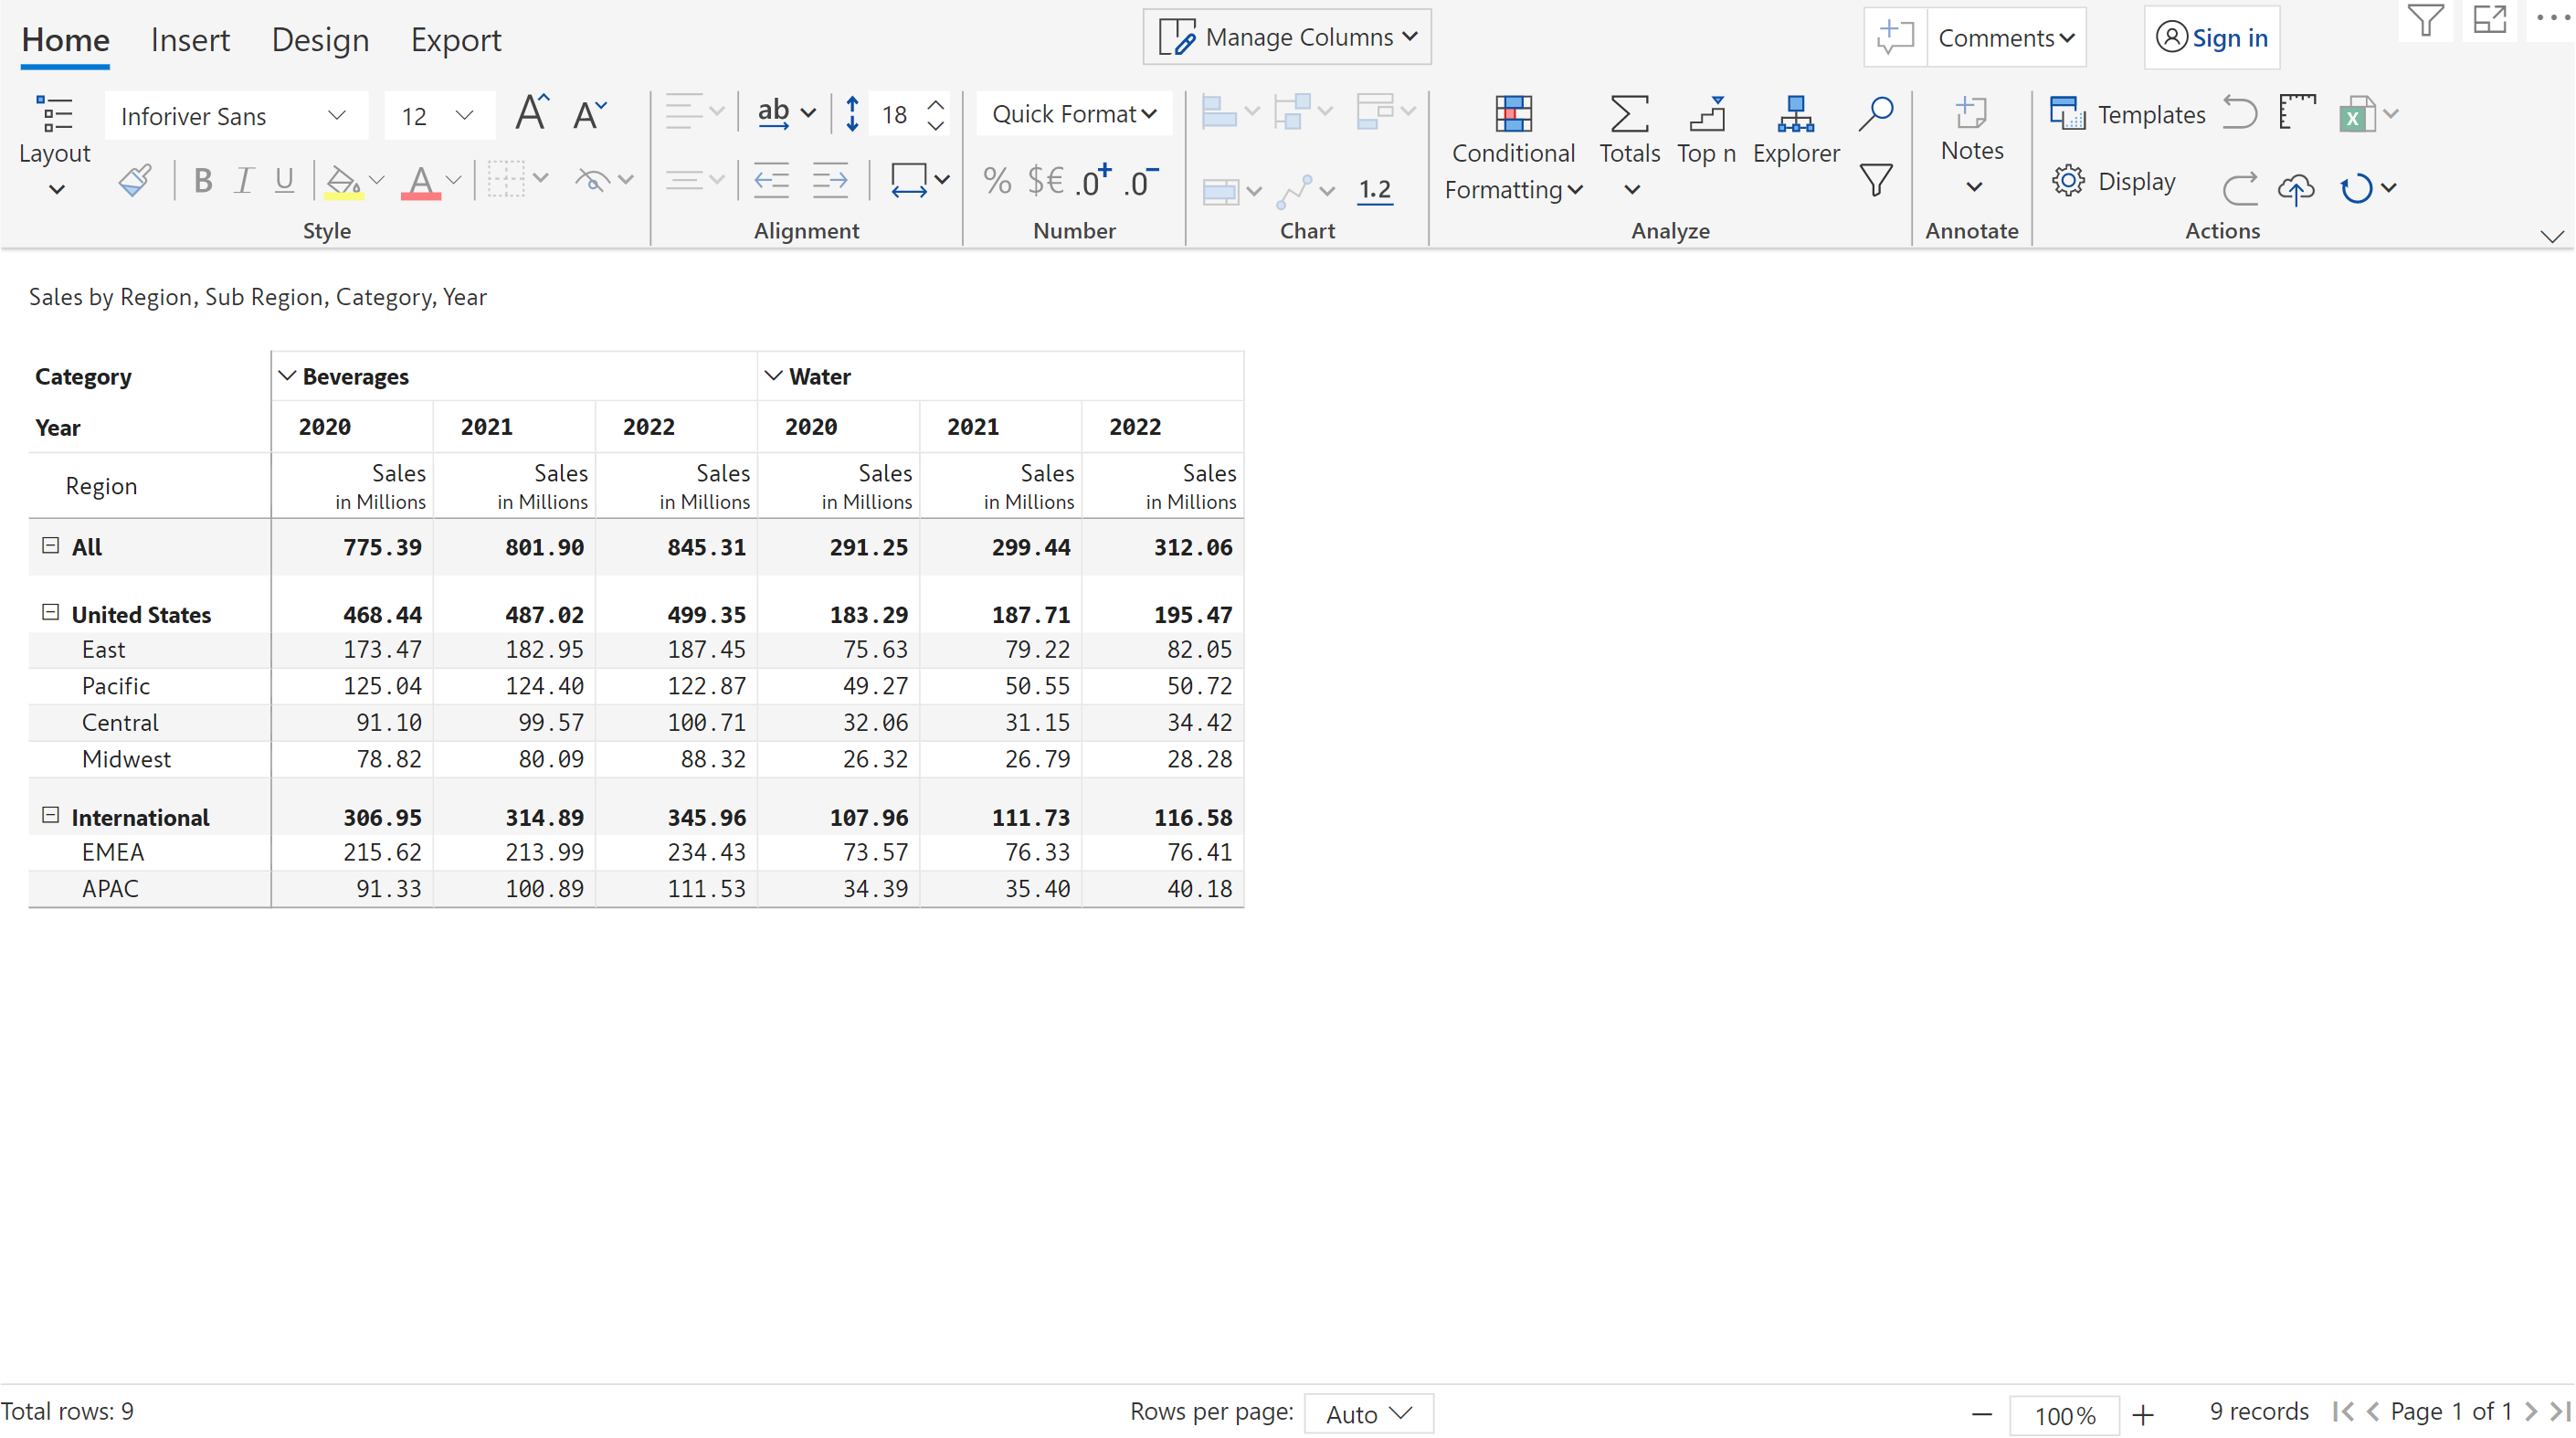 Home Insert Design Export Manage Columns Comments Sign in
Inforiver Sans 12 A A ab 18 Quick Format Templates
Layout Conditional Totals Top n Explorer Notes
B I U A % $€ .0+ .0- 1.2 Formatting Display
Style Alignment Number Chart Analyze Annotate Actions
Sales by Region, Sub Region, Category, Year
Category Beverages Water
Year 2020 2021 2022 2020 2021 2022
Region Sales Sales Sales Sales Sales Sales
in Millions in Millions in Millions in Millions in Millions in Millions
All 775.39 801.90 845.31 291.25 299.44 312.06
United States 468.44 487.02 499.35 183.29 187.71 195.47
East 173.47 182.95 187.45 75.63 79.22 82.05
Pacific 125.04 124.40 122.87 49.27 50.55 50.72
Central 91.10 99.57 100.71 32.06 31.15 34.42
Midwest 78.82 80.09 88.32 26.32 26.79 28.28
International 306.95 314.89 345.96 107.96 111.73 116.58
EMEA 215.62 213.99 234.43 73.57 76.33 76.41
APAC 91.33 100.89 111.53 34.39 35.40 40.18
Total rows: 9 Rows per page: Auto 100% 9 records Page 1 of 1